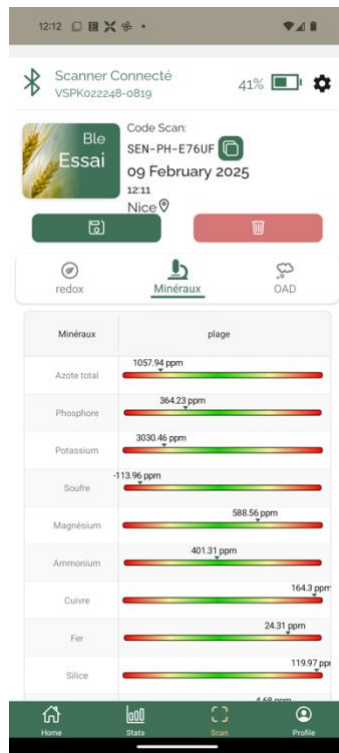 12:12
Scanner Connecté
VSPK022248-0819
41%
Ble
Essai
Code Scan:
SEN-PH-E76UF
09 February 2025
12:11
Nice
redox
Minéraux
OAD
Minéraux
plage
Azote total
1057.94 ppm
Phosphore
364.23 ppm
Potassium
3030.46 ppm
Soufre
-113.96 ppm
Magnésium
588.56 ppm
Ammonium
401.31 ppm
Cuivre
164.3 ppm
Fer
24.31 ppm
Silice
119.97 ppr
4.68 ppm
Home
Stats
Scan
Profile